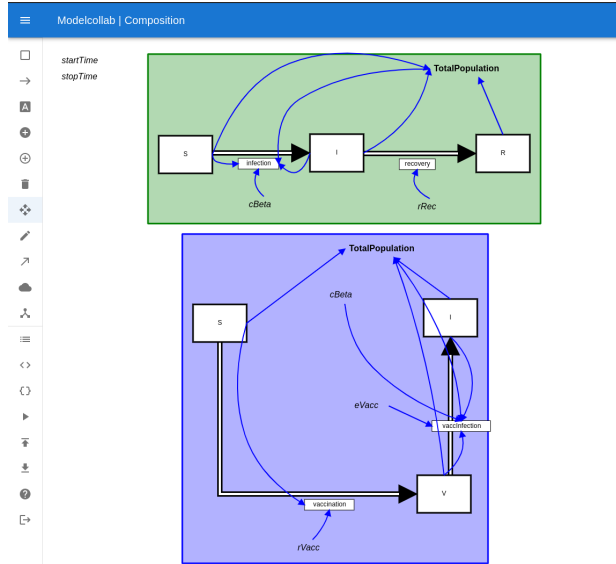 Modelcollab | Composition
startTime
stopTime
TotalPopulation
S
infection
I
recovery
R
cBeta
rRec
TotalPopulation
cBeta
S
I
eVacc
vaccInfection
V
vaccination
rVacc